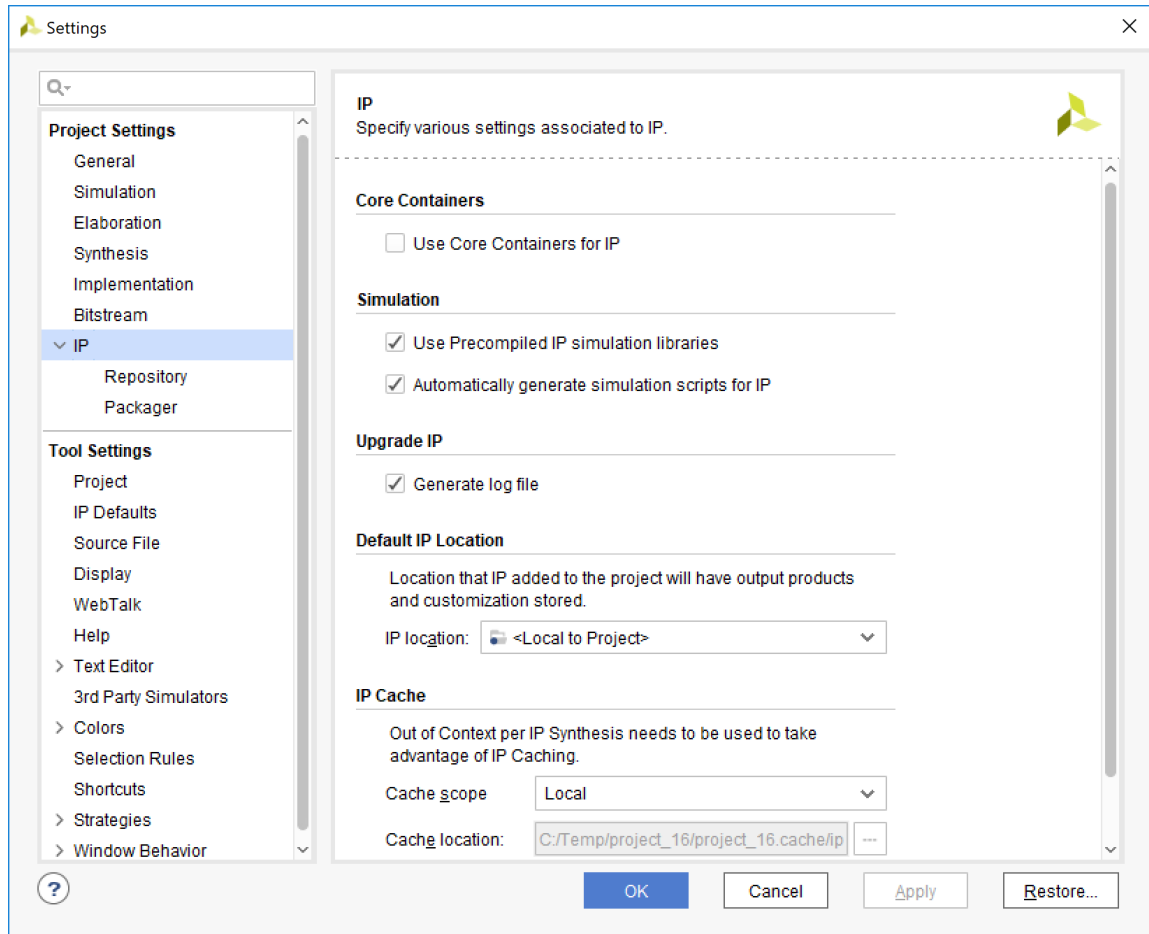 Settings
Project Settings
General
Simulation
Elaboration
Synthesis
Implementation
Bitstream
IP
Repository
Packager
Tool Settings
Project
IP Defaults
Source File
Display
WebTalk
Help
Text Editor
3rd Party Simulators
Colors
Selection Rules
Shortcuts
Strategies
Window Behavior
IP
Specify various settings associated to IP.
Core Containers
Use Core Containers for IP
Simulation
Use Precompiled IP simulation libraries
Automatically generate simulation scripts for IP
Upgrade IP
Generate log file
Default IP Location
Location that IP added to the project will have output products
and customization stored.
IP location: <Local to Project>
IP Cache
Out of Context per IP Synthesis needs to be used to take
advantage of IP Caching.
Cache scope Local
Cache location: C:/Temp/project_16/project_16.cache/ip ...
? OK Cancel Apply Restore...